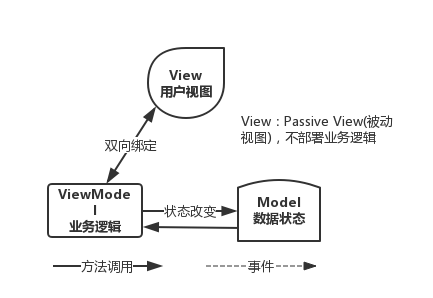 View
用户视图
View：Passive View(被动
视图)，不部署业务逻辑
双向绑定
ViewMode
l
业务逻辑
状态改变
Model
数据状态
方法调用
事件